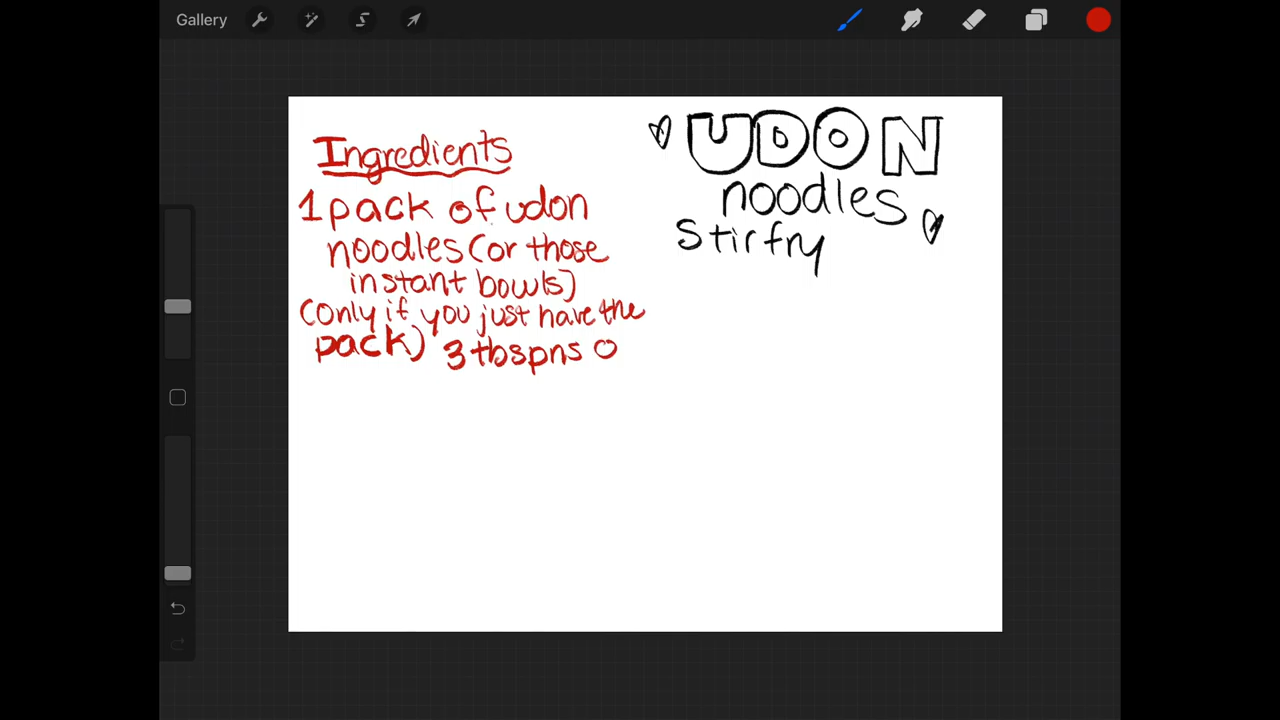 Gallery
Ingredients
1 pack of udon
noodles (or those
instant bowls)
(only if you just have the
pack) 3 tbspns o
UDON
noodles
stirfry